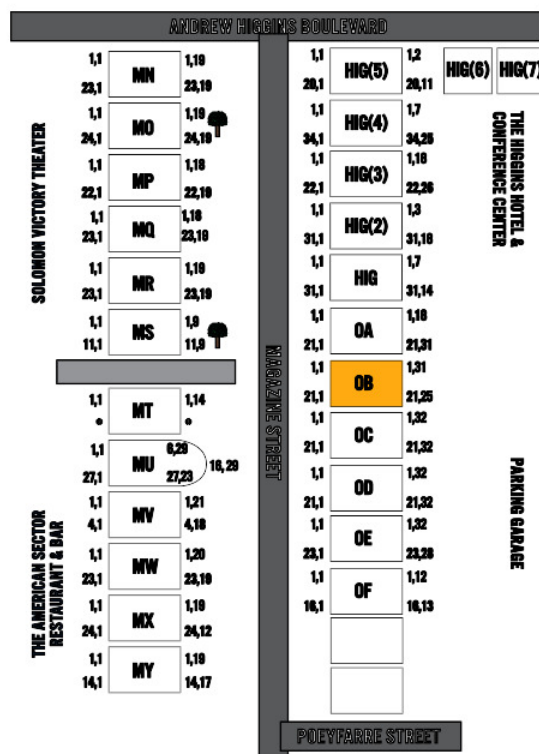 ANDREW HIGGINS BOULEVARD
SOLOMON VICTORY THEATER
1,1 MN 1,19
23,1 23,19
1,1 MO 1,19
24,1 24,19
1,1 MP 1,18
22,1 22,19
1,1 MQ 1,18
23,1 23,19
1,1 MR 1,19
23,1 23,19
1,1 MS 1,9
11,1 11,9
THE AMERICAN SECTOR
RESTAURANT & BAR
1,1 MT 1,14
1,1 MU 6,29
27,1 27,23 16,29
1,1 MV 1,21
4,1 4,18
1,1 MW 1,20
23,1 23,19
1,1 MX 1,19
24,1 24,12
1,1 MY 1,19
14,1 14,17
MAGAZINE STREET
1,1 HIG(5) 1,2
20,1 20,11
HIG(6) HIG(7)
1,1 HIG(4) 1,7
34,1 34,25
1,1 HIG(3) 1,16
22,1 22,26
1,1 HIG(2) 1,3
31,1 31,16
1,1 HIG 1,7
31,1 31,14
1,1 OA 1,18
21,1 21,31
1,1 OB 1,31
21,1 21,25
1,1 OC 1,32
21,1 21,32
1,1 OD 1,32
21,1 21,32
1,1 OE 1,32
23,1 23,28
1,1 OF 1,12
16,1 16,13
THE HIGGINS HOTEL &
CONFERENCE CENTER
PARKING GARAGE
POEYFARRE STREET